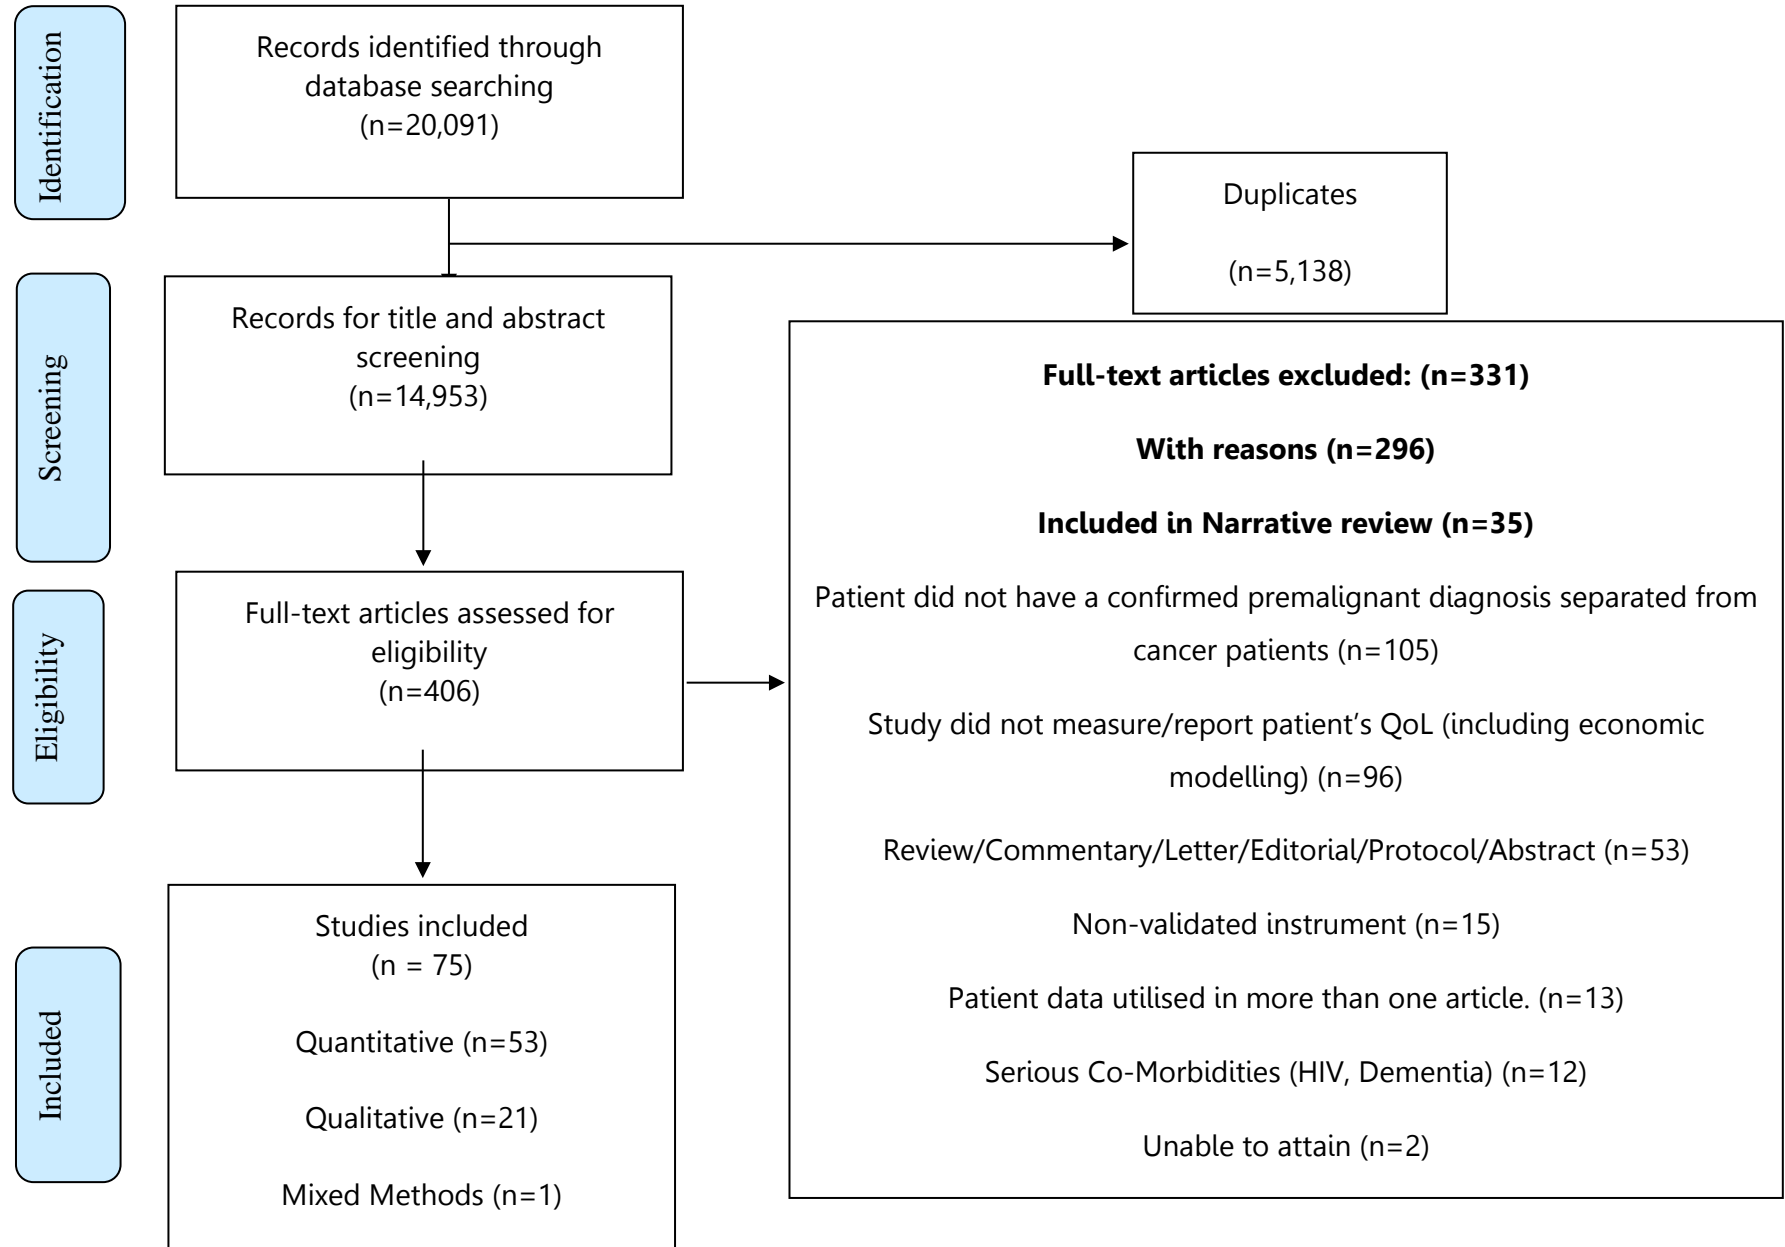 Identification
Records identified through
database searching
(n=20,091)
Duplicates
(n=5,138)
Screening
Records for title and abstract
screening
(n=14,953)
Full-text articles excluded: (n=331)
With reasons (n=296)
Included in Narrative review (n=35)
Patient did not have a confirmed premalignant diagnosis separated from
cancer patients (n=105)
Study did not measure/report patient’s QoL (including economic
modelling) (n=96)
Review/Commentary/Letter/Editorial/Protocol/Abstract (n=53)
Non-validated instrument (n=15)
Patient data utilised in more than one article. (n=13)
Serious Co-Morbidities (HIV, Dementia) (n=12)
Unable to attain (n=2)
Eligibility
Full-text articles assessed for
eligibility
(n=406)
Included
Studies included
(n = 75)
Quantitative (n=53)
Qualitative (n=21)
Mixed Methods (n=1)